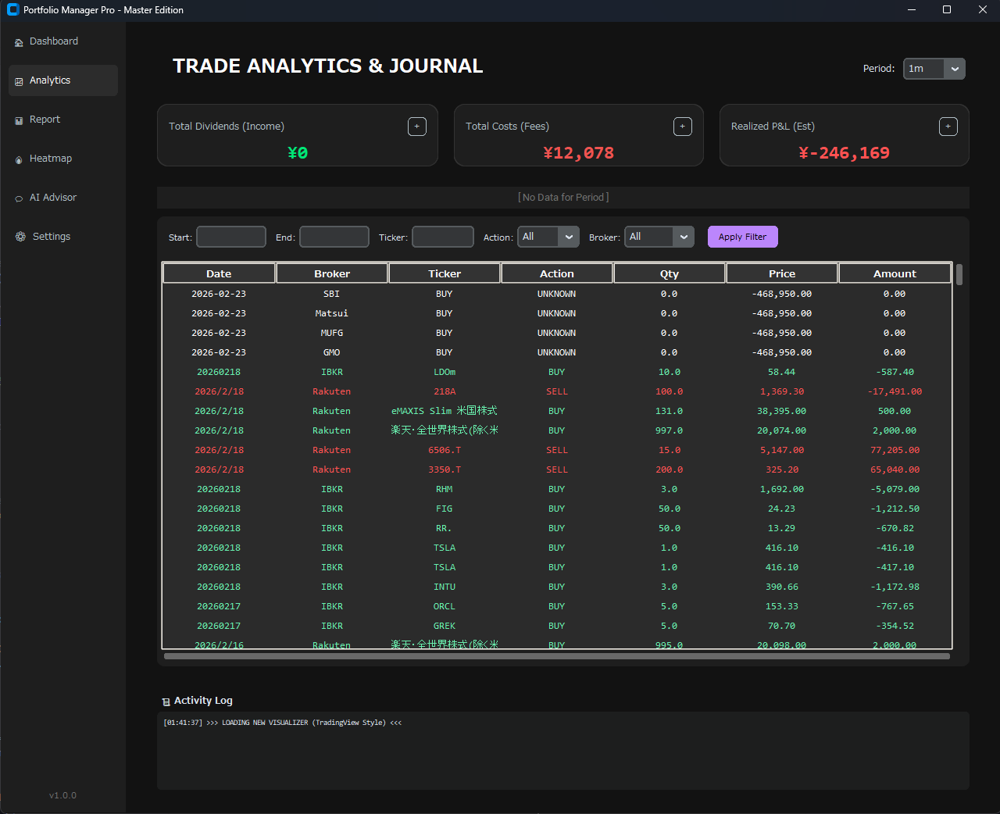 Portfolio Manager Pro - Master Edition
Dashboard
Analytics
Report
Heatmap
AI Advisor
Settings
v1.0.0
TRADE ANALYTICS & JOURNAL
Period: 1m
Total Dividends (Income) +
¥0
Total Costs (Fees) +
¥12,078
Realized P&L (Est) +
¥-246,169
[ No Data for Period ]
Start: End: Ticker: Action: All Broker: All Apply Filter
Date Broker Ticker Action Qty Price Amount
2026-02-23 SBI BUY UNKNOWN 0.0 -468,950.00 0.00
2026-02-23 Matsui BUY UNKNOWN 0.0 -468,950.00 0.00
2026-02-23 MUFG BUY UNKNOWN 0.0 -468,950.00 0.00
2026-02-23 GMO BUY UNKNOWN 0.0 -468,950.00 0.00
20260218 IBKR LDOm BUY 10.0 58.44 -587.40
2026/2/18 Rakuten 218A SELL 100.0 1,369.30 -17,491.00
2026/2/18 Rakuten eMAXIS Slim 米国株式 BUY 131.0 38,395.00 500.00
2026/2/18 Rakuten 楽天・全世界株式(除く米 BUY 997.0 20,074.00 2,000.00
2026/2/18 Rakuten 6506.T SELL 15.0 5,147.00 77,205.00
2026/2/18 Rakuten 3350.T SELL 200.0 325.20 65,040.00
20260218 IBKR RHM BUY 3.0 1,692.00 -5,079.00
20260218 IBKR FIG BUY 50.0 24.23 -1,212.50
20260218 IBKR RR. BUY 50.0 13.29 -670.82
20260218 IBKR TSLA BUY 1.0 416.10 -416.10
20260218 IBKR TSLA BUY 1.0 416.10 -417.10
20260218 IBKR INTU BUY 3.0 390.66 -1,172.98
20260217 IBKR ORCL BUY 5.0 153.33 -767.65
20260217 IBKR GREK BUY 5.0 70.70 -354.52
2026/2/16 Rakuten 楽天・全世界株式(除く米 BUY 995.0 20,098.00 2,000.00
Activity Log
[01:41:37] >>> LOADING NEW VISUALIZER (TradingView Style) <<<